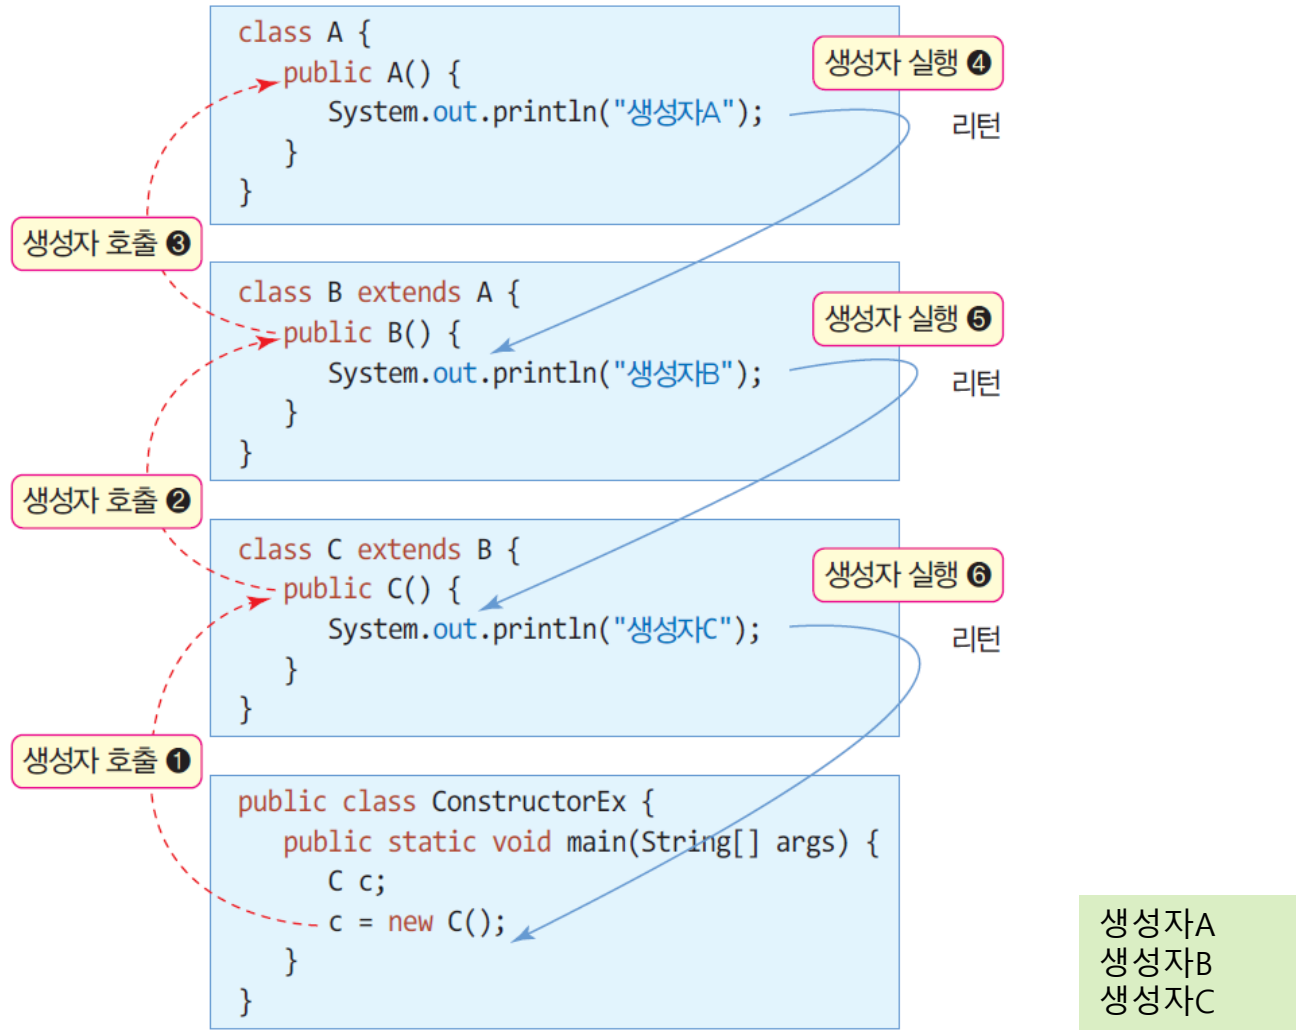 class A {
public A() {
System.out.println("생성자A");
}
}
생성자 실행 ❹
리턴
생성자 호출 ❸
class B extends A {
public B() {
System.out.println("생성자B");
}
}
생성자 실행 ❺
리턴
생성자 호출 ❷
class C extends B {
public C() {
System.out.println("생성자C");
}
}
생성자 실행 ❻
리턴
생성자 호출 ❶
public class ConstructorEx {
public static void main(String[] args) {
C c;
c = new C();
}
}
생성자A
생성자B
생성자C